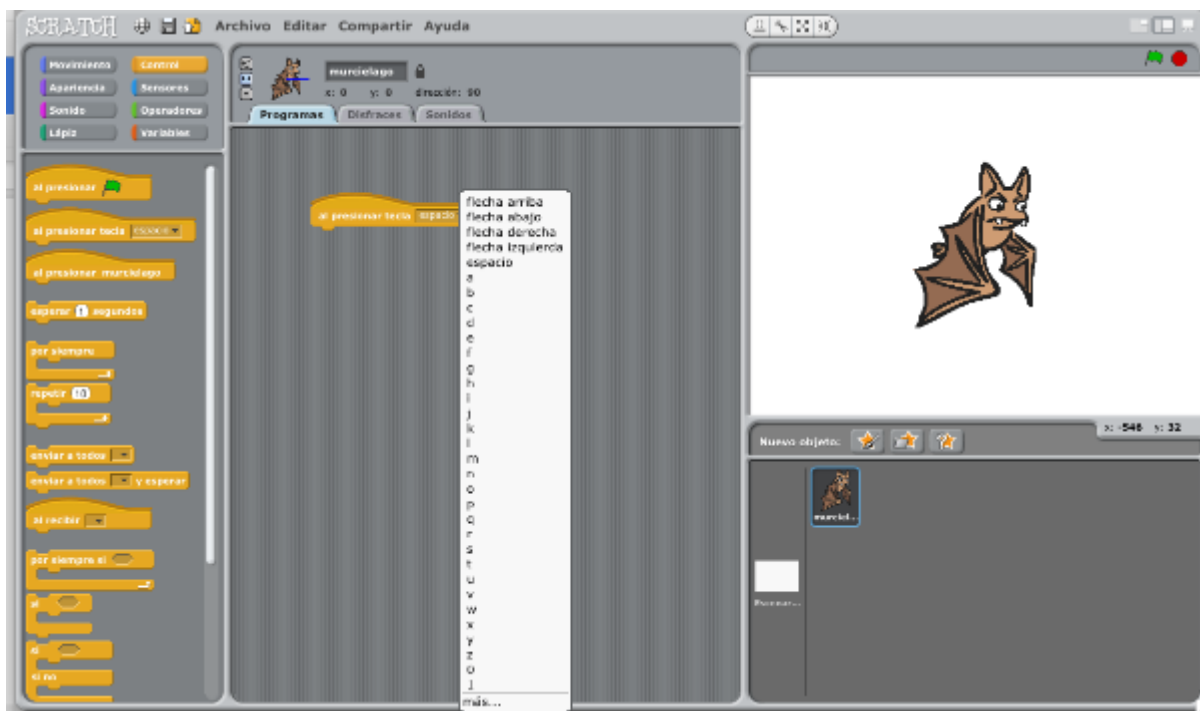 SCRATCH
Archivo Editar Compartir Ayuda
Movimiento Control
Apariencia Sensores
Sonido Operadores
Lápiz Variables
murcielago
x: 0 y: 0 dirección: 90
Programas Disfraces Sonidos
al presionar
al presionar tecla espacio
al presionar murcielago
esperar 1 segundos
por siempre
repetir 10
enviar a todos
enviar a todos y esperar
al recibir
por siempre si
si
si
si no
al presionar tecla espacio
flecha arriba
flecha abajo
flecha derecha
flecha izquierda
espacio
a
b
c
d
e
f
g
h
i
j
k
l
m
n
o
p
q
r
s
t
u
v
w
x
y
z
0
1
más...
x: -546 y: 32
Nuevo objeto:
murciel...